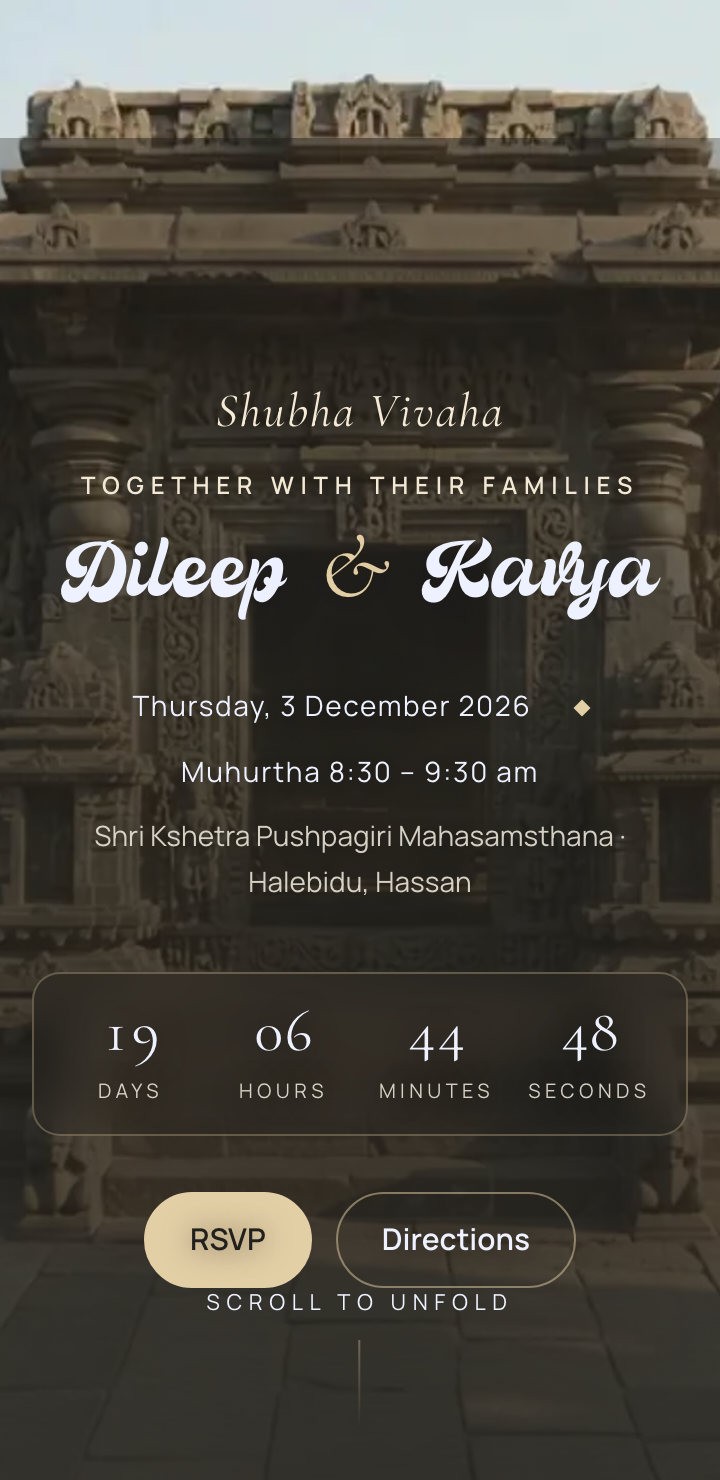 Shubha Vivaha
TOGETHER WITH THEIR FAMILIES
Dileep & Kavya
Thursday, 3 December 2026 ◆
Muhurtha 8:30 – 9:30 am
Shri Kshetra Pushpagiri Mahasamsthana ·
Halebidu, Hassan
19 06 44 48
DAYS HOURS MINUTES SECONDS
RSVP Directions
SCROLL TO UNFOLD